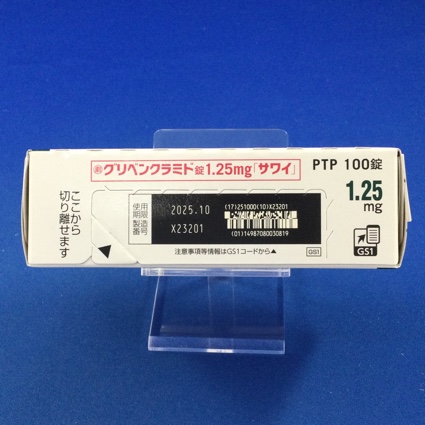 劇グリベンクラミド錠1.25mg「サワイ」
PTP 100錠
1.25
mg
ここから
切り離せます
使用
期限
2025.10
製造
番号
X23201
(17)251000(10)X23201
(01)14987080030819
注意事項等情報はGS1コードから▲
GS1
GS1